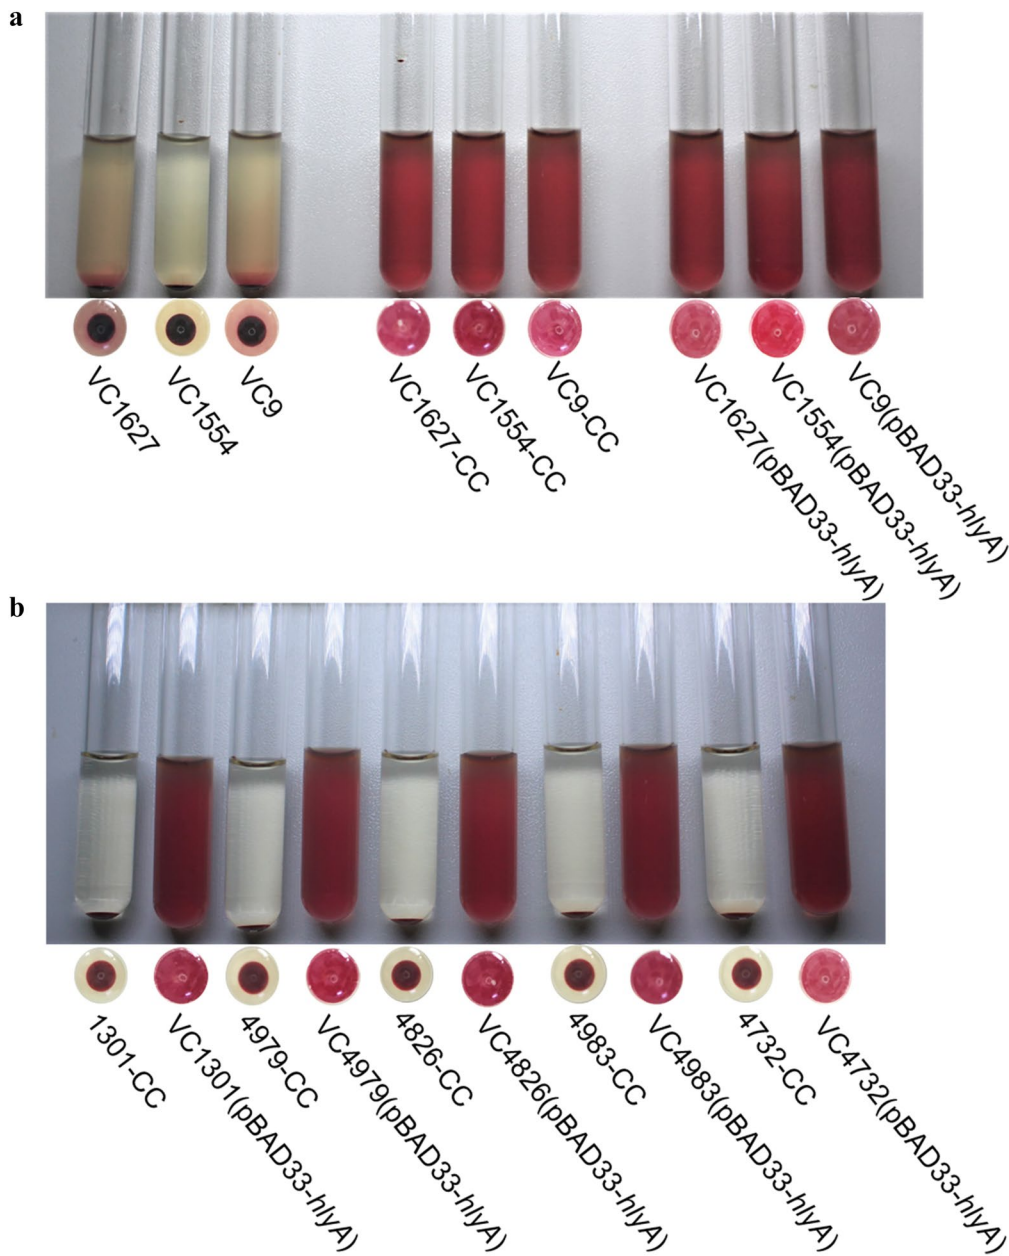 a
VC1627
VC1554
VC9
VC1627-CC
VC1554-CC
VC9-CC
VC1627(pBAD33-hlyA)
VC1554(pBAD33-hlyA)
VC9(pBAD33-hlyA)
b
1301-CC
VC1301(pBAD33-hlyA)
4979-CC
VC4979(pBAD33-hlyA)
4826-CC
VC4826(pBAD33-hlyA)
4983-CC
VC4983(pBAD33-hlyA)
4732-CC
VC4732(pBAD33-hlyA)